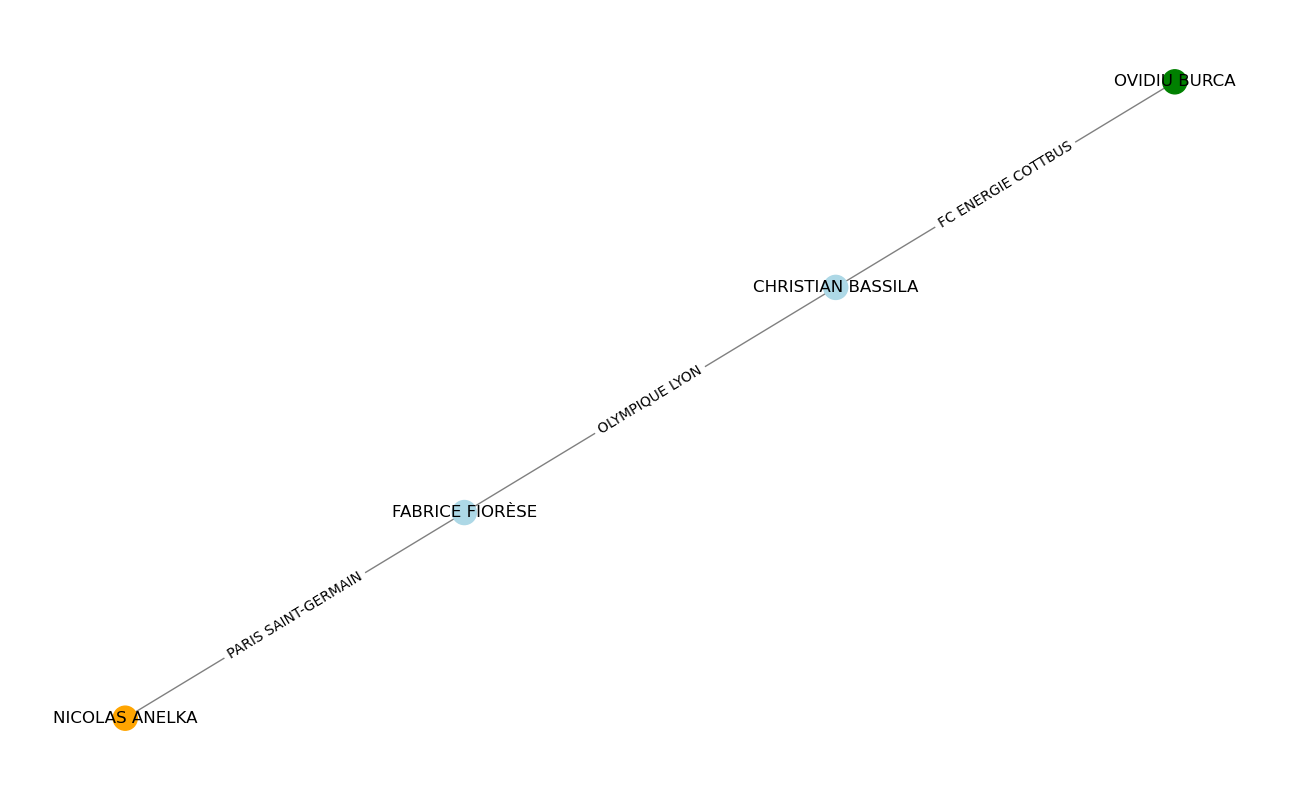 OVIDIU BURCA
FC ENERGIE COTTBUS
CHRISTIAN BASSILA
OLYMPIQUE LYON
FABRICE FIORÈSE
PARIS SAINT-GERMAIN
NICOLAS ANELKA